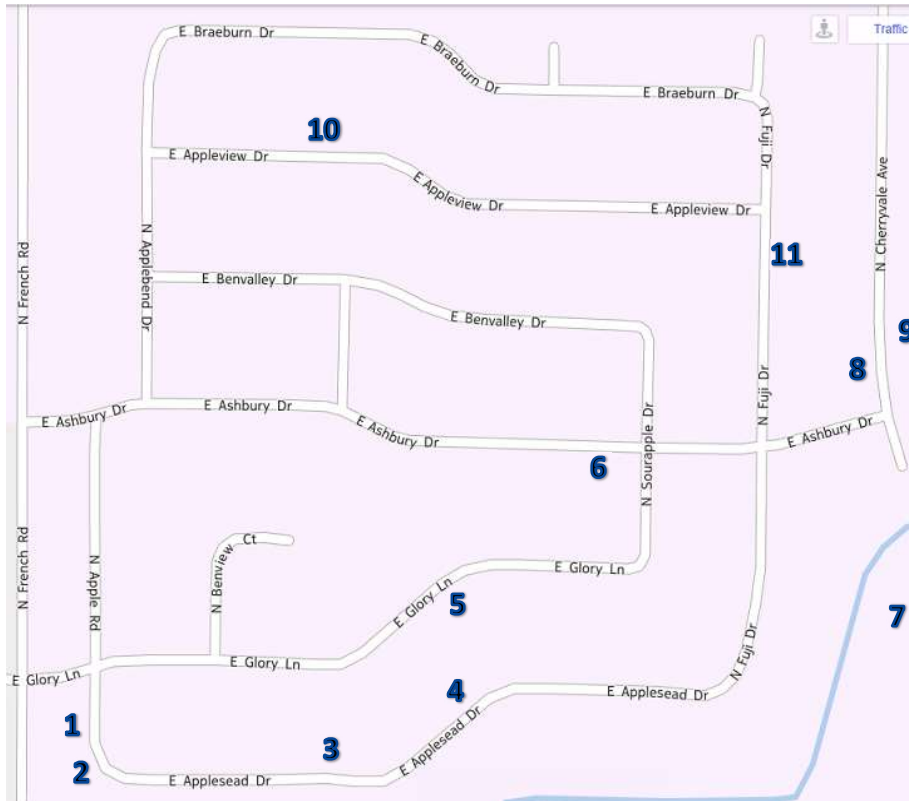 E Braeburn Dr
E Braeburn Dr
E Braeburn Dr
Traffic
N Fuji Dr
10
E Appleview Dr
E Appleview Dr
E Appleview Dr
N Cherryvale Ave
N French Rd
N Applebend Dr
11
E Benvalley Dr
E Benvalley Dr
9
8
N Fuji Dr
E Ashbury Dr
E Ashbury Dr
E Ashbury Dr
E Ashbury Dr
N Sourapple Dr
6
N French Rd
N Apple Rd
N Benview Ct
E Glory Ln
E Glory Ln
5
7
E Glory Ln
E Glory Ln
N Fuji Dr
4
E Applesead Dr
1
E Applesead Dr
3
2
E Applesead Dr